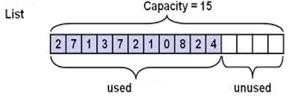 Capacity = 15
List
2 7 1 3 7 2 1 0 8 2 4
used unused